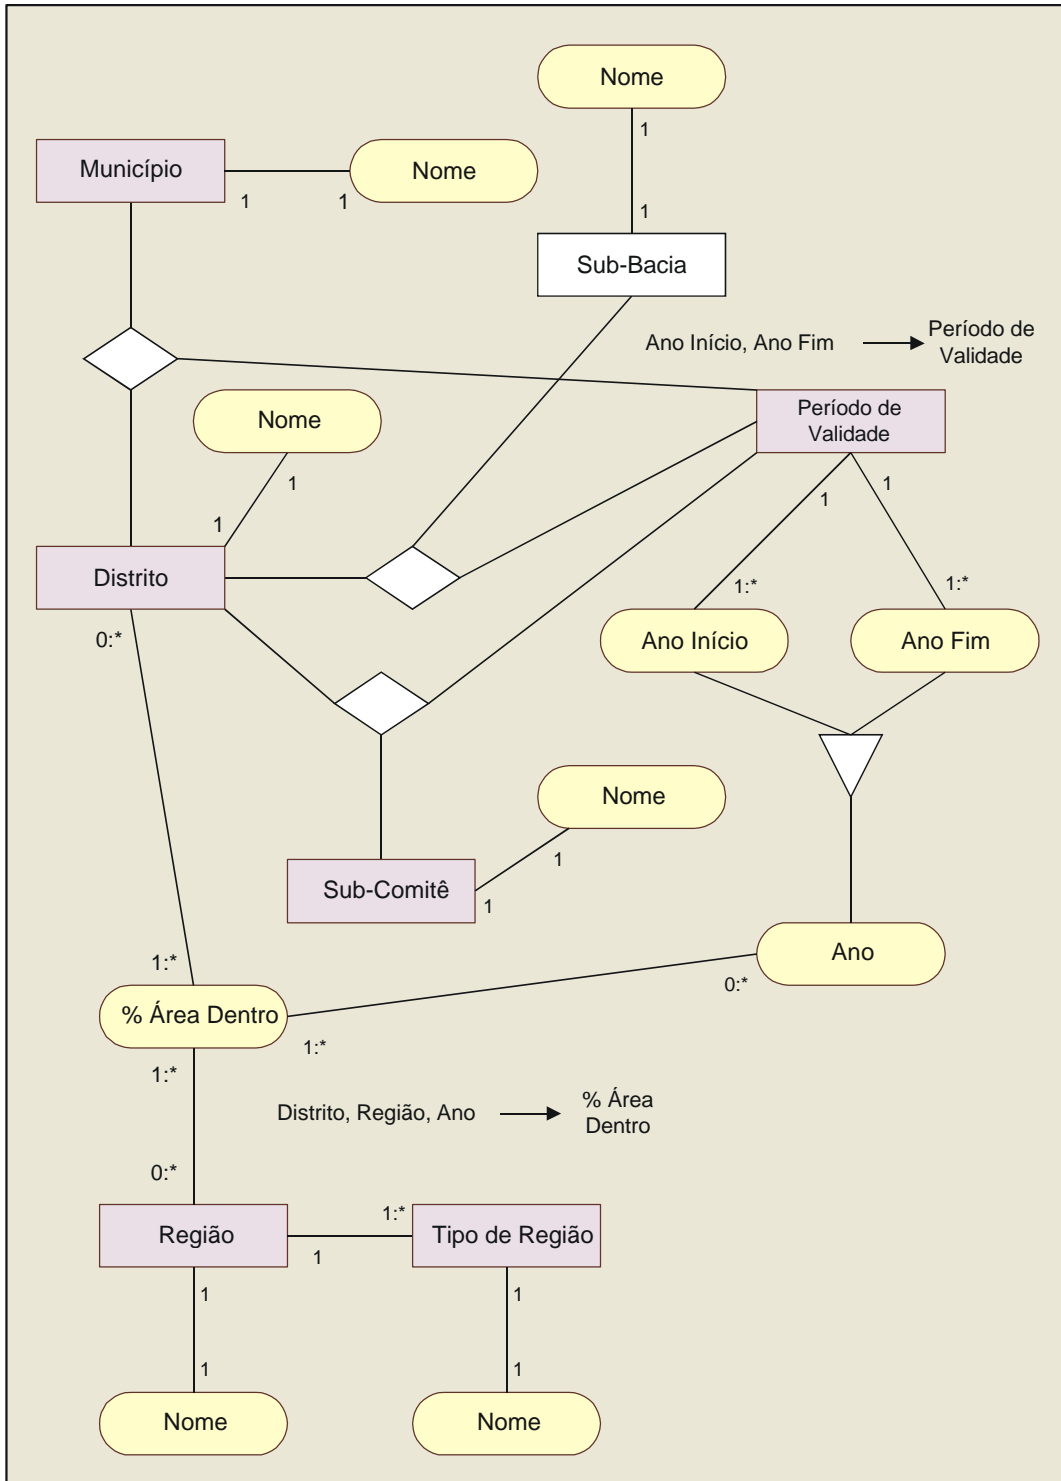 Nome
1
Município
Nome
1
1
1
Sub-Bacia
Ano Início, Ano Fim
Período de
Validade
Nome
Período de
Validade
1
1
1
1
Distrito
1:*
1:*
0:*
Ano Início
Ano Fim
Nome
1
Sub-Comitê
1
Ano
1:*
0:*
% Área Dentro
1:*
1:*
Distrito, Região, Ano
% Área
Dentro
0:*
1:*
Região
Tipo de Região
1
1
1
1
1
Nome
Nome